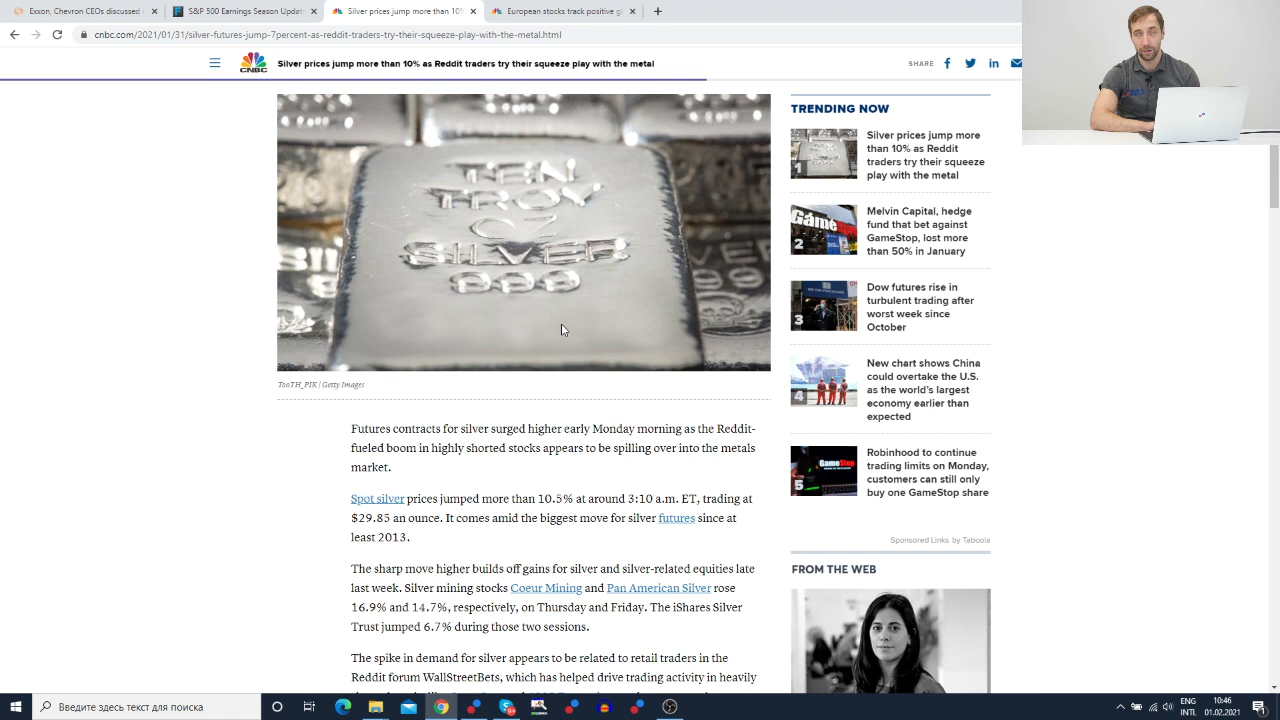 Chevron discusses с
S&P 500 Earnings
Silver prices jump more than 10%
Tokyo stocks extend gains
cnbc.com/2021/01/31/silver-futures-jump-7percent-as-reddit-traders-try-their-squeeze-play-with-the-metal.html
CNBC
Silver prices jump more than 10% as Reddit traders try their squeeze play with the metal
SHARE
TROY
SILVER
TooTH_PIK | Getty Images
Futures contracts for silver surged higher early Monday morning as the Reddit-
fueled boom in highly shorted stocks appears to be spilling over into the metals
market.
Spot silver prices jumped more than 10.5% at around 3:10 a.m. ET, trading at
$29.85 an ounce. It comes amid the biggest move for silver futures since at
least 2013.
The sharp move higher builds off gains for silver and silver-related equities late
last week. Silver mining stocks Coeur Mining and Pan American Silver rose
16.9% and 14.7%, respectively, on Thursday and Friday. The iShares Silver
Trust jumped 6.7% during those two sessions.
The spike in demand for silver appears to be related to retail traders in the
Reddit forum WallStreetBets, which has helped drive trading activity in heavily
TRENDING NOW
1
Silver prices jump more
than 10% as Reddit
traders try their squeeze
play with the metal
2
Melvin Capital, hedge
fund that bet against
GameStop, lost more
than 50% in January
3
Dow futures rise in
turbulent trading after
worst week since
October
4
New chart shows China
could overtake the U.S.
as the world's largest
economy earlier than
expected
5
GameStop
Robinhood to continue
trading limits on Monday,
customers can still only
buy one GameStop share
Sponsored Links by Taboola
FROM THE WEB
Введите здесь текст для поиска
ENG
INTL
10:46
01.02.2021